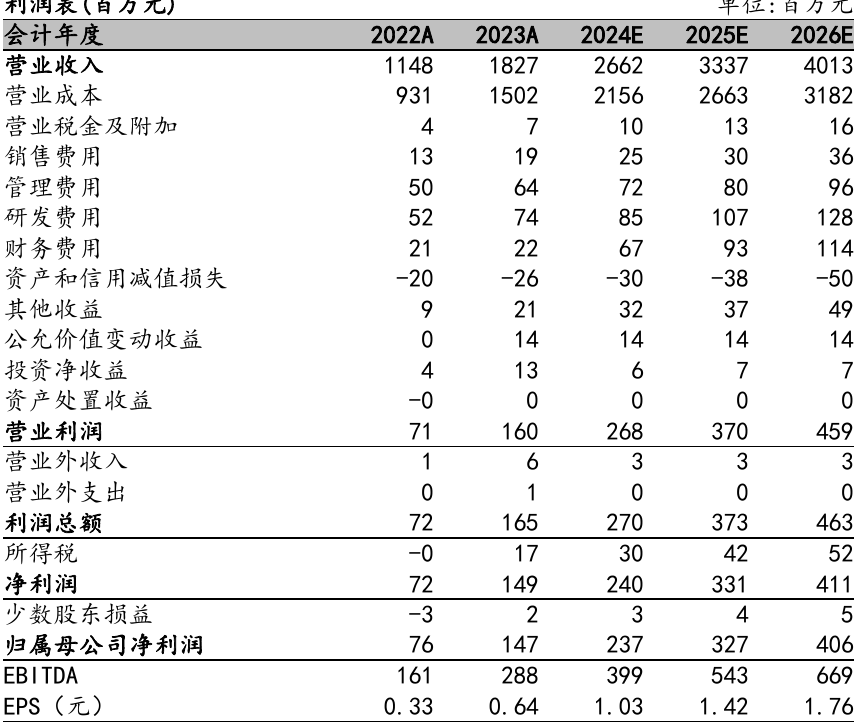 利润表(百万元) 单位:百万元
会计年度 2022A 2023A 2024E 2025E 2026E
营业收入 1148 1827 2662 3337 4013
营业成本 931 1502 2156 2663 3182
营业税金及附加 4 7 10 13 16
销售费用 13 19 25 30 36
管理费用 50 64 72 80 96
研发费用 52 74 85 107 128
财务费用 21 22 67 93 114
资产和信用减值损失 -20 -26 -30 -38 -50
其他收益 9 21 32 37 49
公允价值变动收益 0 14 14 14 14
投资净收益 4 13 6 7 7
资产处置收益 -0 0 0 0 0
营业利润 71 160 268 370 459
营业外收入 1 6 3 3 3
营业外支出 0 1 0 0 0
利润总额 72 165 270 373 463
所得税 -0 17 30 42 52
净利润 72 149 240 331 411
少数股东损益 -3 2 3 4 5
归属母公司净利润 76 147 237 327 406
EBITDA 161 288 399 543 669
EPS（元） 0.33 0.64 1.03 1.42 1.76